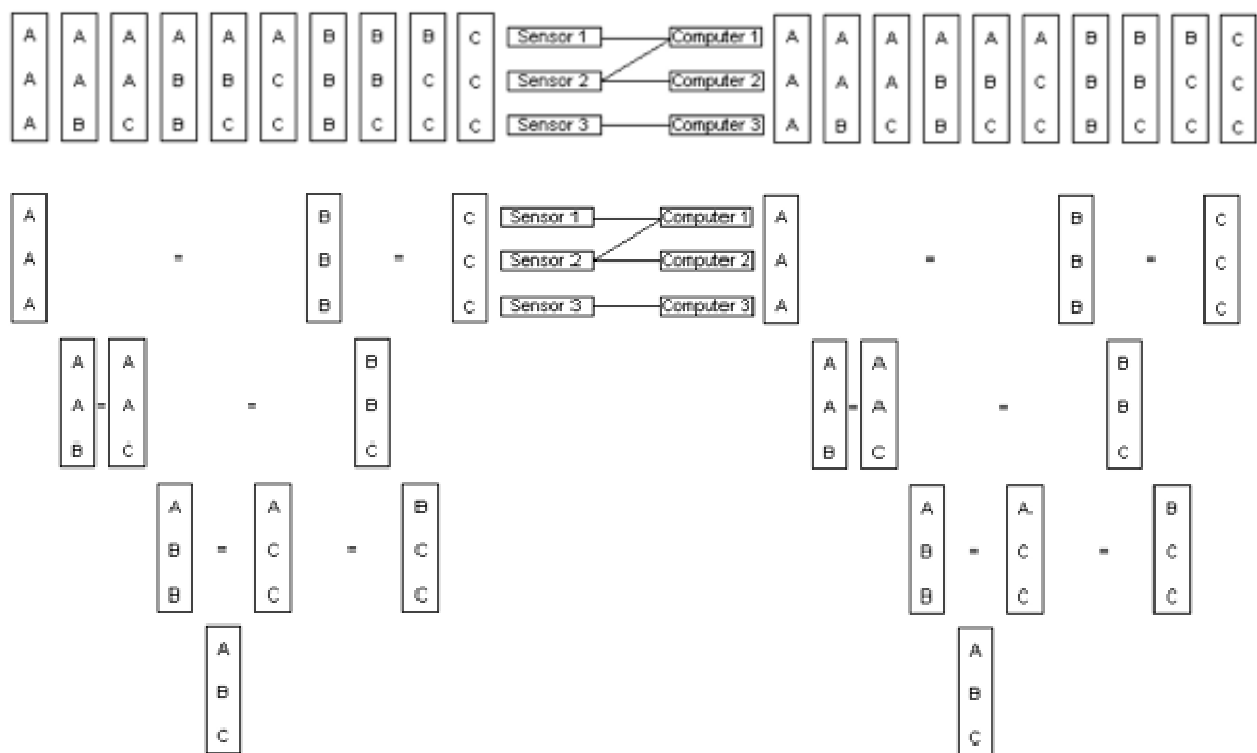 A A A A A A B B B C Sensor 1 Computer 1 A A A A A A B B B C
A A A B B C B B C C Sensor 2 Computer 2 A A A B B C B B C C
A B C B C C B C C C Sensor 3 Computer 3 A B C B C C B C C C
A B C Sensor 1 Computer 1 A B C
A = B = C Sensor 2 Computer 2 A = B = C
A B C Sensor 3 Computer 3 A B C
A A B A A B
A = A = B A = A = B
B C C B C C
A A B A A B
B = C = C B = C = C
B C C B C C
A A
B B
C C